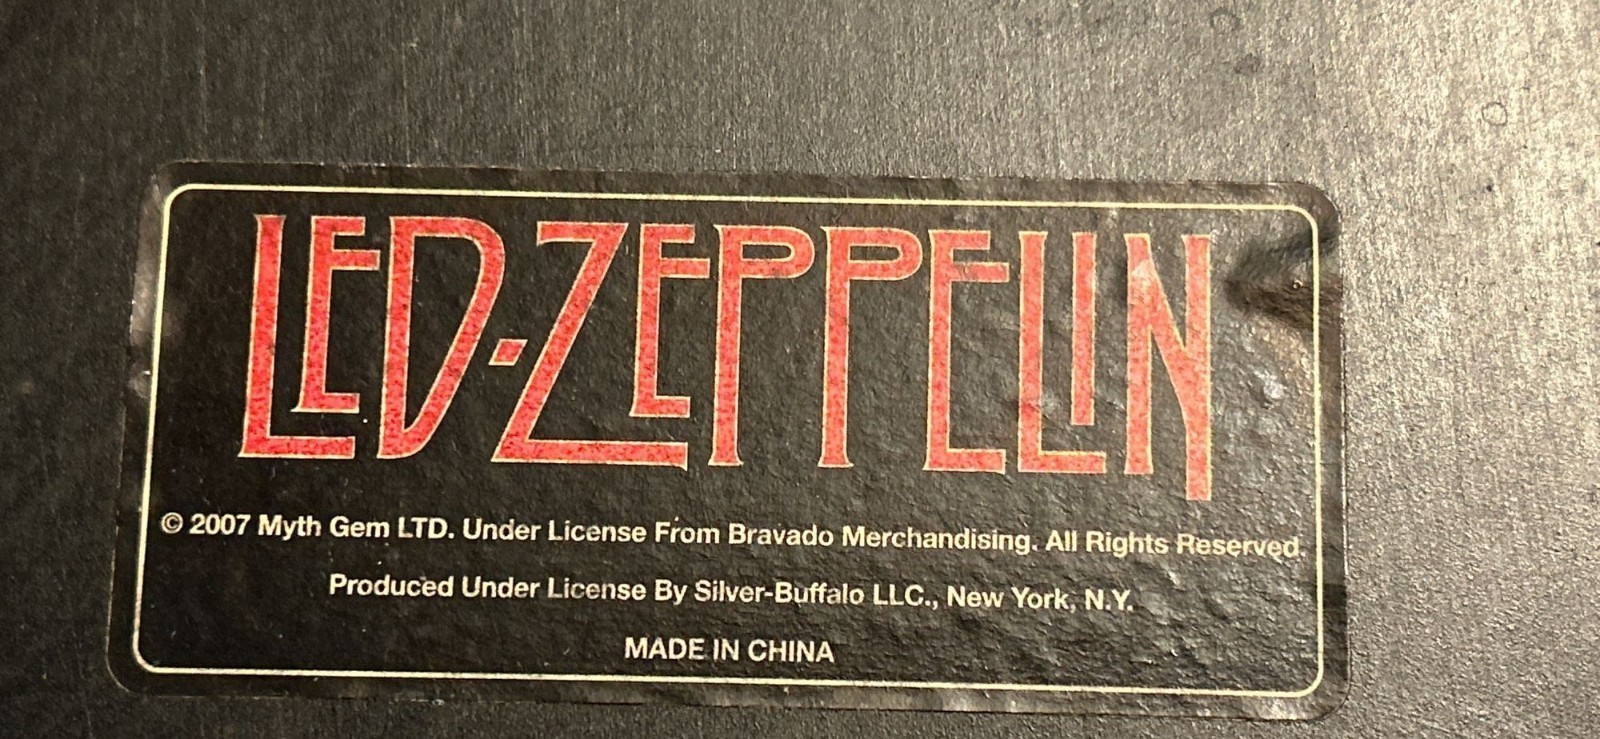 LED-ZEPPELIN
© 2007 Myth Gem LTD. Under License From Bravado Merchandising. All Rights Reserved.
Produced Under License By Silver-Buffalo LLC., New York, N.Y.
MADE IN CHINA